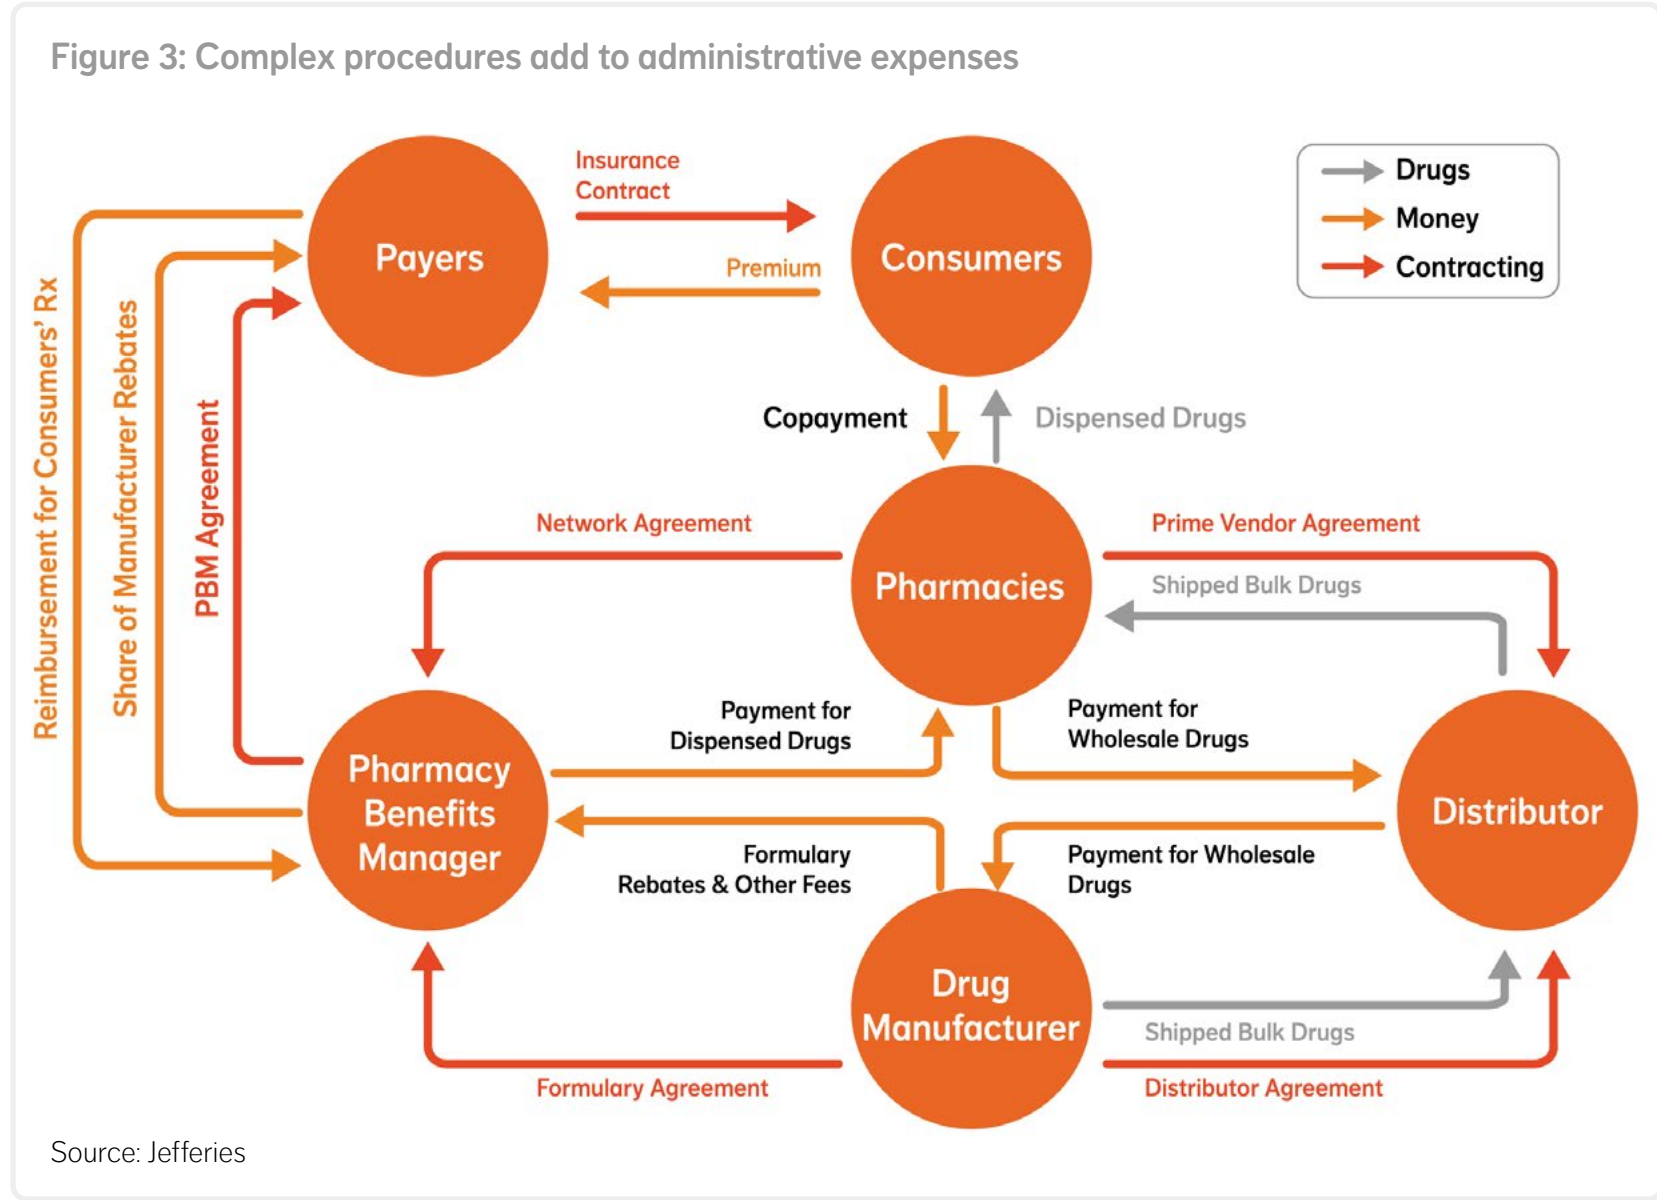 Figure 3: Complex procedures add to administrative expenses
Insurance
Contract
Payers
Premium
Consumers
Drugs
Money
Contracting
Reimbursement for Consumers' Rx
Share of Manufacturer Rebates
PBM Agreement
Copayment
Dispensed Drugs
Network Agreement
Pharmacies
Prime Vendor Agreement
Shipped Bulk Drugs
Payment for
Dispensed Drugs
Payment for
Wholesale Drugs
Pharmacy
Benefits
Manager
Distributor
Formulary
Rebates & Other Fees
Payment for Wholesale
Drugs
Drug
Manufacturer
Shipped Bulk Drugs
Formulary Agreement
Distributor Agreement
Source: Jefferies